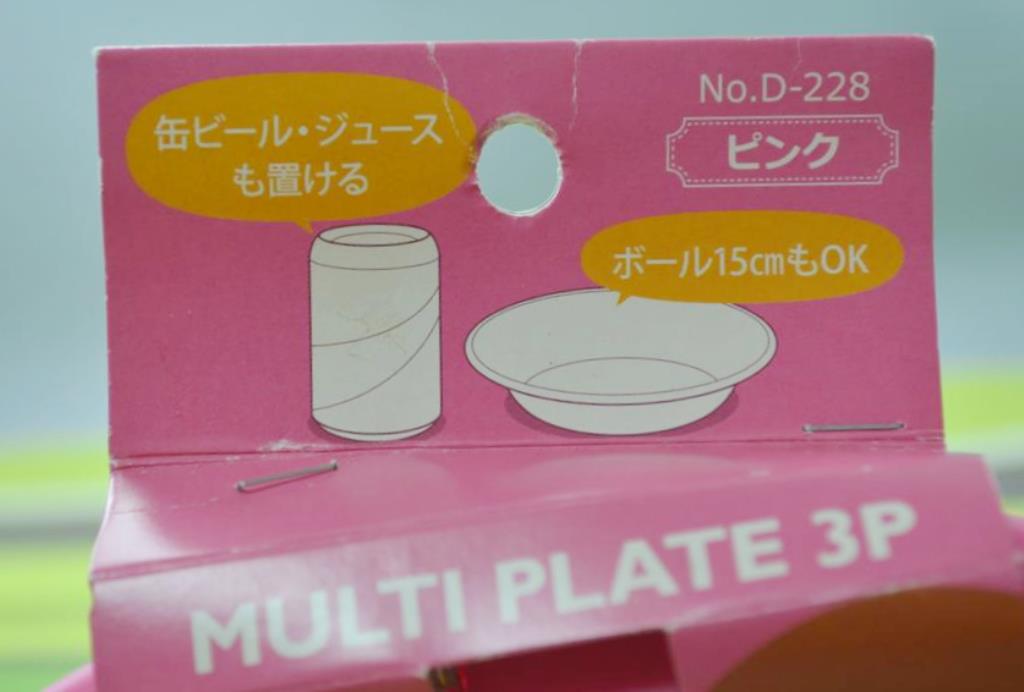 缶ビール・ジュース
も置ける
No.D-228
ピンク
ボール15㎝もOK
MULTI PLATE 3P